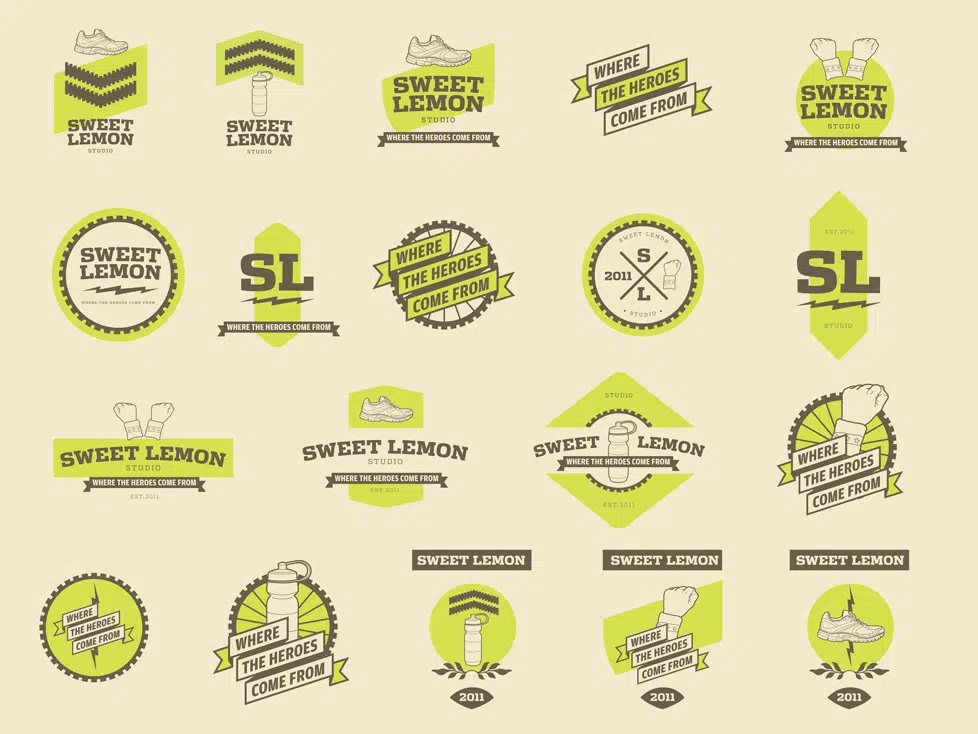 SWEET
LEMON
STUDIO
SWEET
LEMON
STUDIO
SWEET
LEMON
STUDIO
WHERE THE HEROES COME FROM
WHERE
THE HEROES
COME FROM
SWEET
LEMON
STUDIO
WHERE THE HEROES COME FROM
SWEET
LEMON
WHERE THE HEROES COME FROM
SL
WHERE THE HEROES COME FROM
WHERE
THE HEROES
COME FROM
SWEET LEMON
S
2011
L
• STUDIO •
EST.2011
SL
STUDIO
SWEET LEMON
STUDIO
WHERE THE HEROES COME FROM
EST.2011
SWEET LEMON
STUDIO
WHERE THE HEROES COME FROM
EST.2011
STUDIO
SWEET LEMON
WHERE THE HEROES COME FROM
EST.2011
WHERE
THE HEROES
COME FROM
WHERE
THE HEROES
COME FROM
WHERE
THE HEROES
COME FROM
SWEET LEMON
2011
SWEET LEMON
WHERE
THE HEROES
COME FROM
2011
SWEET LEMON
2011